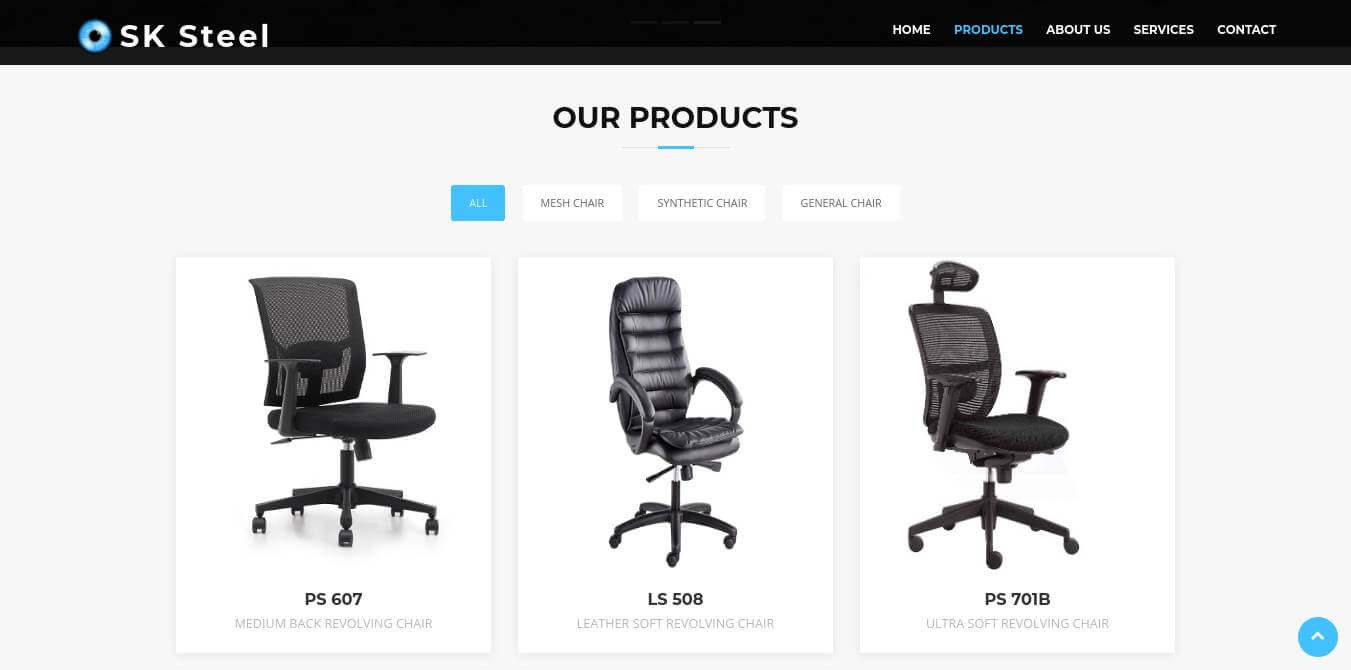 SK Steel
HOME PRODUCTS ABOUT US SERVICES CONTACT
OUR PRODUCTS
ALL MESH CHAIR SYNTHETIC CHAIR GENERAL CHAIR
PS 607 LS 508 PS 701B
MEDIUM BACK REVOLVING CHAIR LEATHER SOFT REVOLVING CHAIR ULTRA SOFT REVOLVING CHAIR